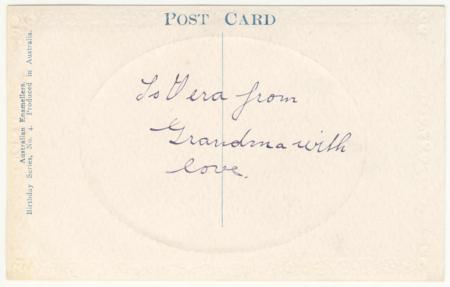 POST CARD
To Vera from
Grandma with
love.
Australian Enamellers.
Birthday Series, No. 4. Produced in Australia.